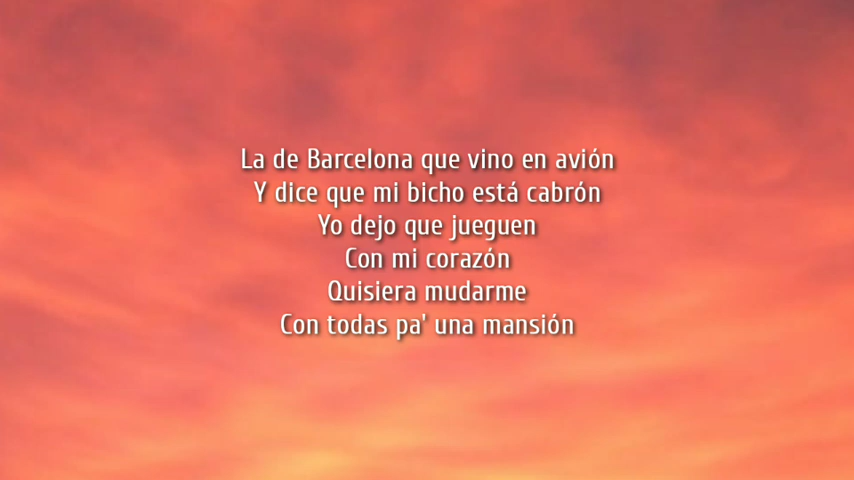 La de Barcelona que vino en avión
Y dice que mi bicho está cabrón
Yo dejo que jueguen
Con mi corazón
Quisiera mudarme
Con todas pa' una mansión